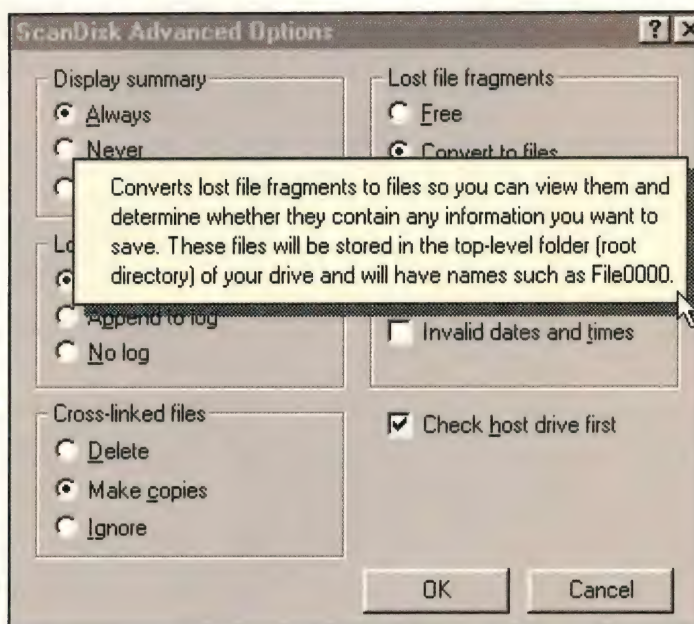 ScanDisk Advanced Options
Display summary
Always
Never
Lost file fragments
Free
Convert to files
Converts lost file fragments to files so you can view them and
determine whether they contain any information you want to
save. These files will be stored in the top-level folder (root
directory) of your drive and will have names such as File0000.
Append to log
No log
Invalid dates and times
Cross-linked files
Delete
Make copies
Ignore
Check host drive first
OK
Cancel